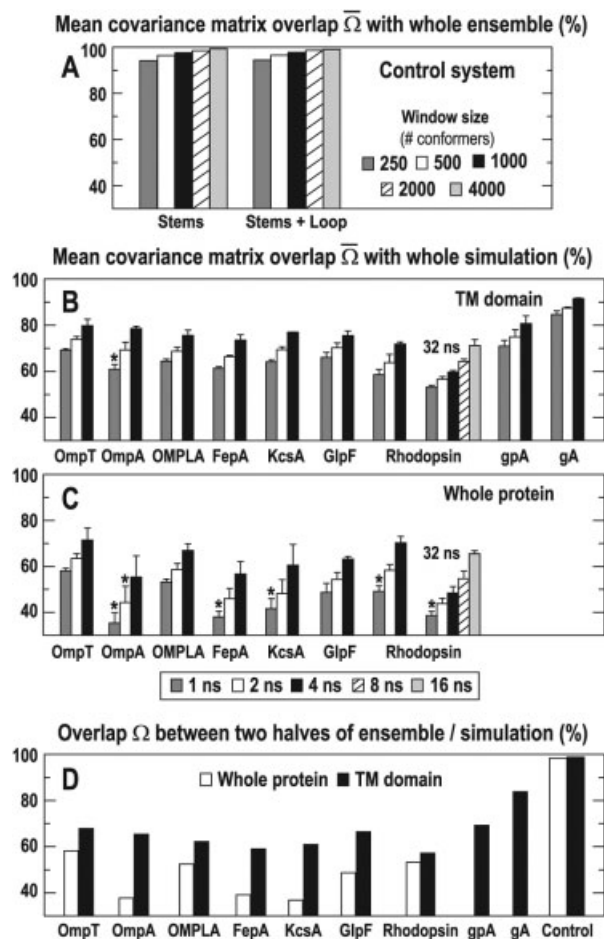 Mean covariance matrix overlap Ω̅ with whole ensemble (%)
100
80
60
40
A
Control system
Window size
(# conformers)
250 500 1000
2000 4000
Stems Stems + Loop
Mean covariance matrix overlap Ω̅ with whole simulation (%)
100
80
60
40
B
TM domain
*
32 ns
OmpT OmpA OMPLA FepA KcsA GlpF Rhodopsin gpA gA
100
80
60
40
C
Whole protein
* * * * * *
32 ns
OmpT OmpA OMPLA FepA KcsA GlpF Rhodopsin
1 ns 2 ns 4 ns 8 ns 16 ns
Overlap Ω between two halves of ensemble / simulation (%)
100
80
60
40
D
Whole protein TM domain
OmpT OmpA OMPLA FepA KcsA GlpF Rhodopsin gpA gA Control